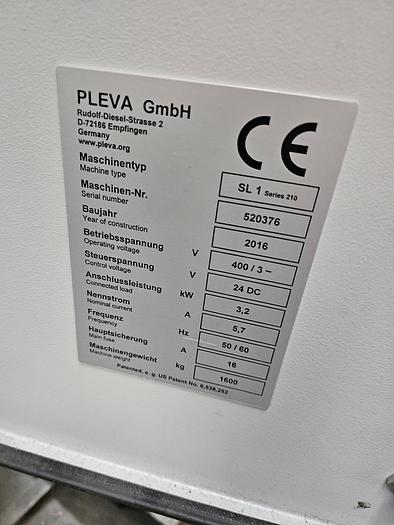 PLEVA GmbH
Rudolf-Diesel-Strasse 2
D-72186 Empfingen
Germany
www.pleva.org
CE
Maschinentyp
Machine type
SL 1 Series 210
Maschinen-Nr.
Serial number
520376
Baujahr
Year of construction
2016
Betriebsspannung
Operating voltage
V
400 / 3 ~
Steuerspannung
Control voltage
V
24 DC
Anschlussleistung
Connected load
kW
3,2
Nennstrom
Nominal current
A
5,7
Frequenz
Frequency
Hz
50 / 60
Hauptsicherung
Main fuse
A
16
Maschinengewicht
Machine weight
kg
1600
Patented, e. g. US Patent No. 6,938,252